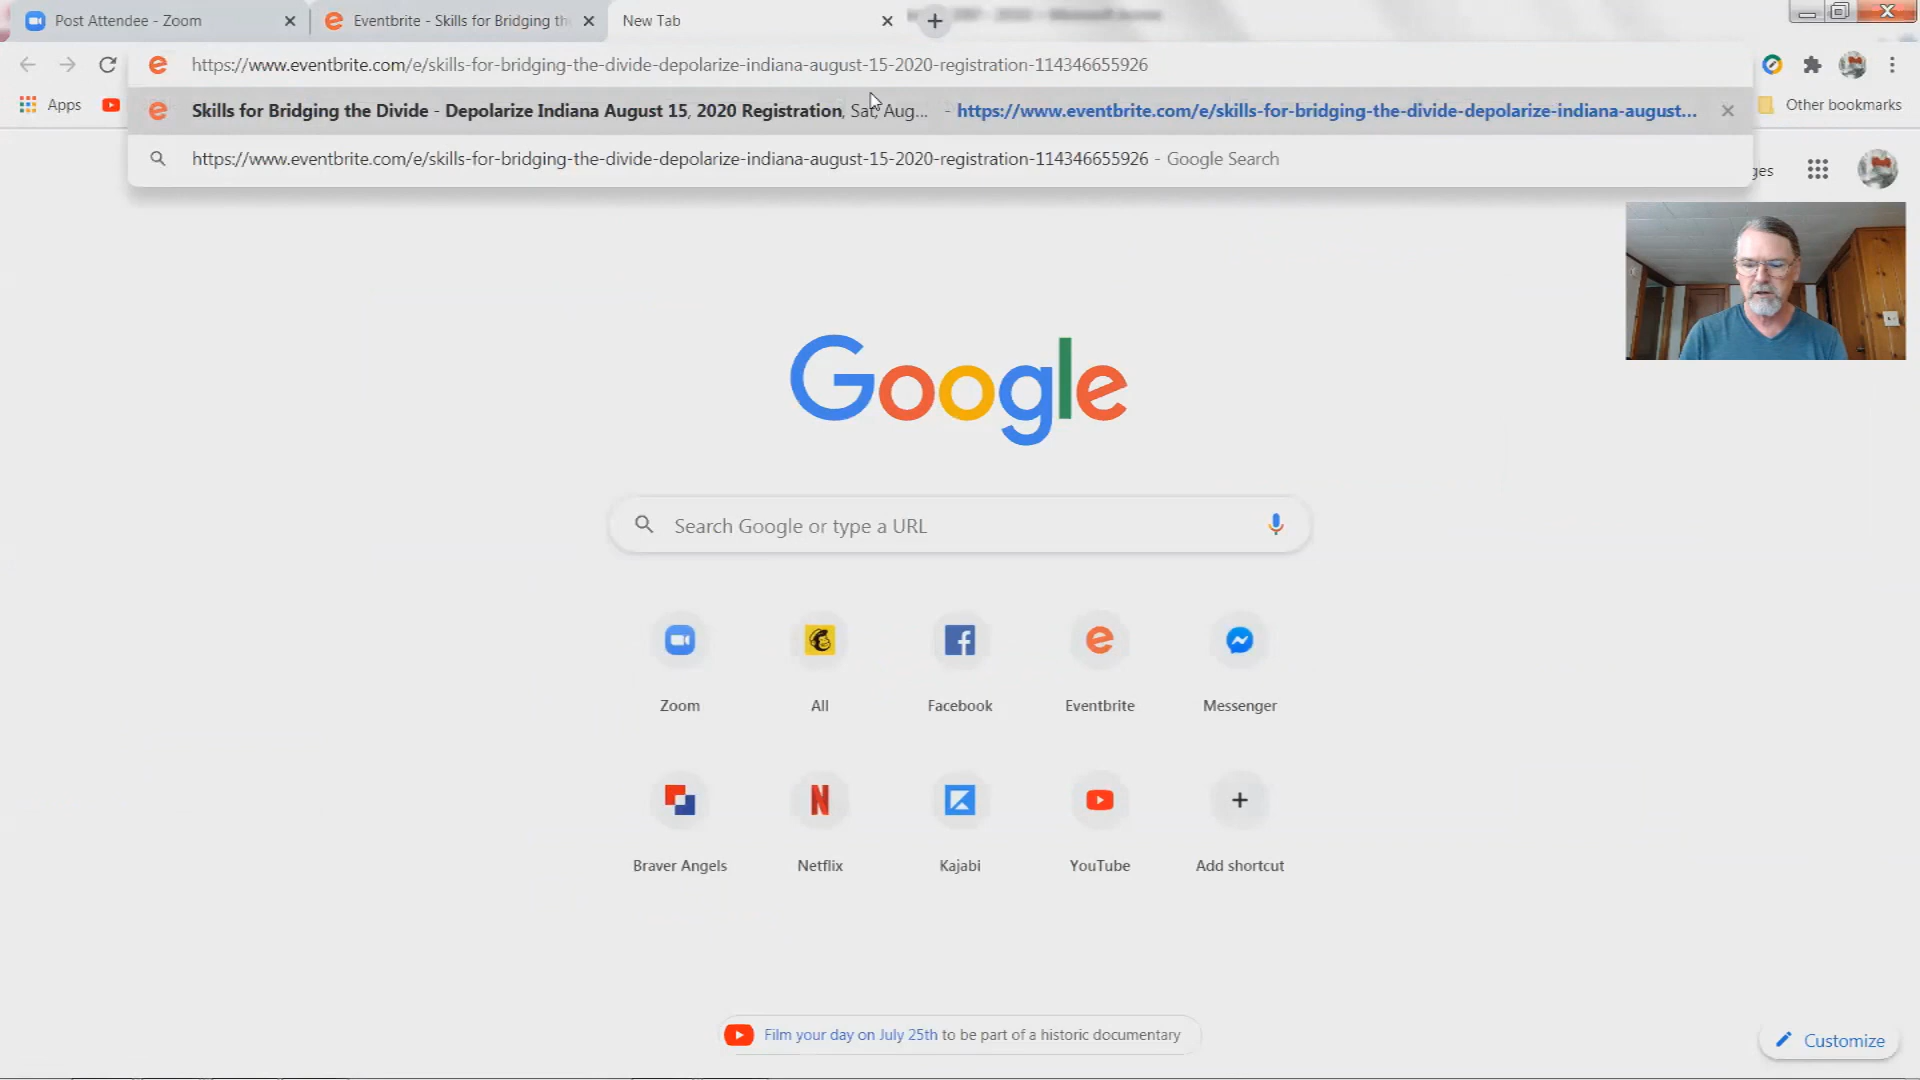 Post Attendee - Zoom
Eventbrite - Skills for Bridging th
New Tab
https://www.eventbrite.com/e/skills-for-bridging-the-divide-depolarize-indiana-august-15-2020-registration-114346655926
Apps
Skills for Bridging the Divide - Depolarize Indiana August 15, 2020 Registration, Sat, Aug... - https://www.eventbrite.com/e/skills-for-bridging-the-divide-depolarize-indiana-august...
Other bookmarks
https://www.eventbrite.com/e/skills-for-bridging-the-divide-depolarize-indiana-august-15-2020-registration-114346655926 - Google Search
ges
Google
Search Google or type a URL
Zoom
All
Facebook
Eventbrite
Messenger
Braver Angels
Netflix
Kajabi
YouTube
Add shortcut
Film your day on July 25th to be part of a historic documentary
Customize